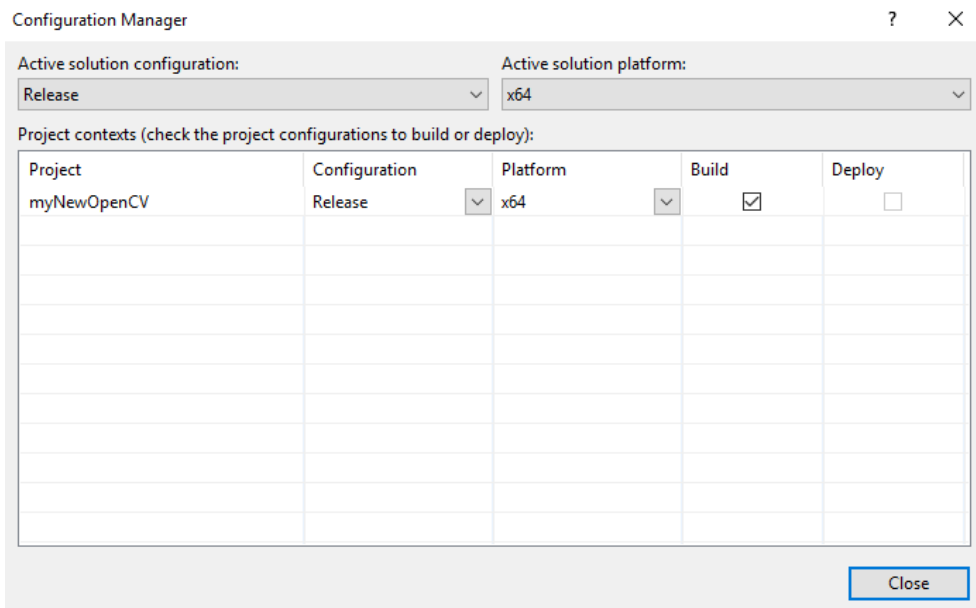 Configuration Manager ?
Active solution configuration: Active solution platform:
Release x64
Project contexts (check the project configurations to build or deploy):
Project Configuration Platform Build Deploy
myNewOpenCV Release x64
Close